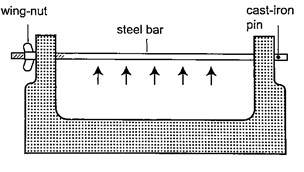 wing-nut
steel bar
cast-iron
pin